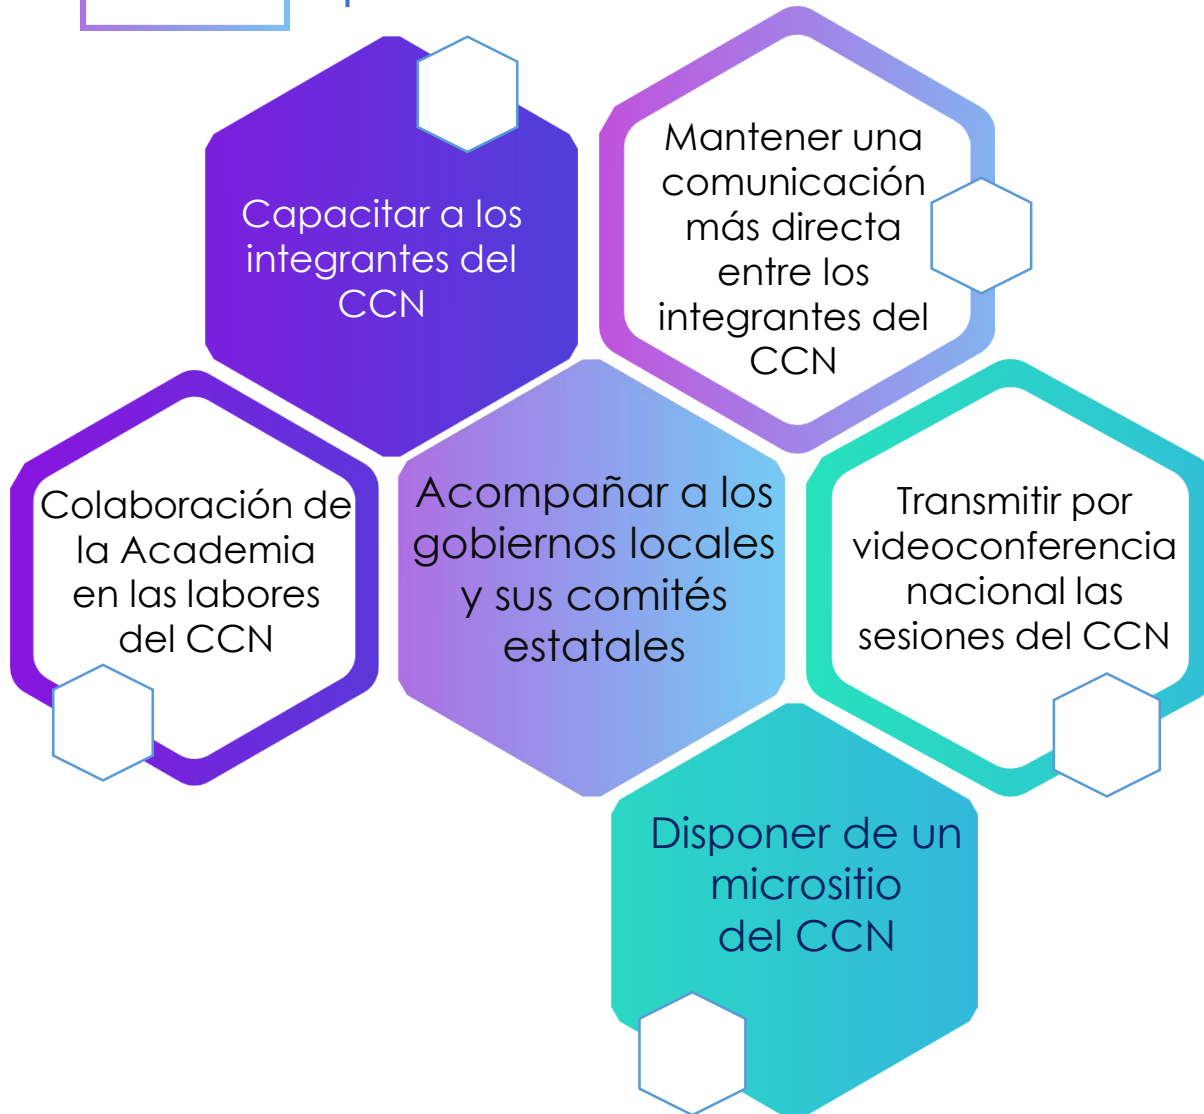 Capacitar a los
integrantes del
CCN
Mantener una
comunicación
más directa
entre los
integrantes del
CCN
Colaboración de
la Academia
en las labores
del CCN
Acompañar a los
gobiernos locales
y sus comités
estatales
Transmitir por
videoconferencia
nacional las
sesiones del CCN
Disponer de un
micrositio
del CCN